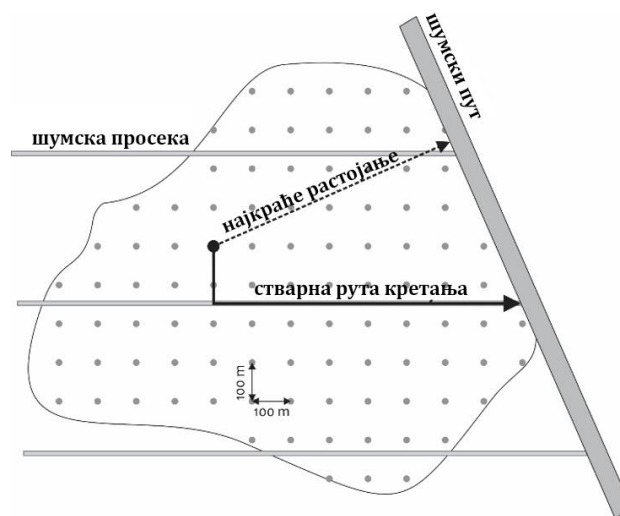 шумски пут
шумска просека
најкраће растојање
стварна рута кретања
100 m
100 m